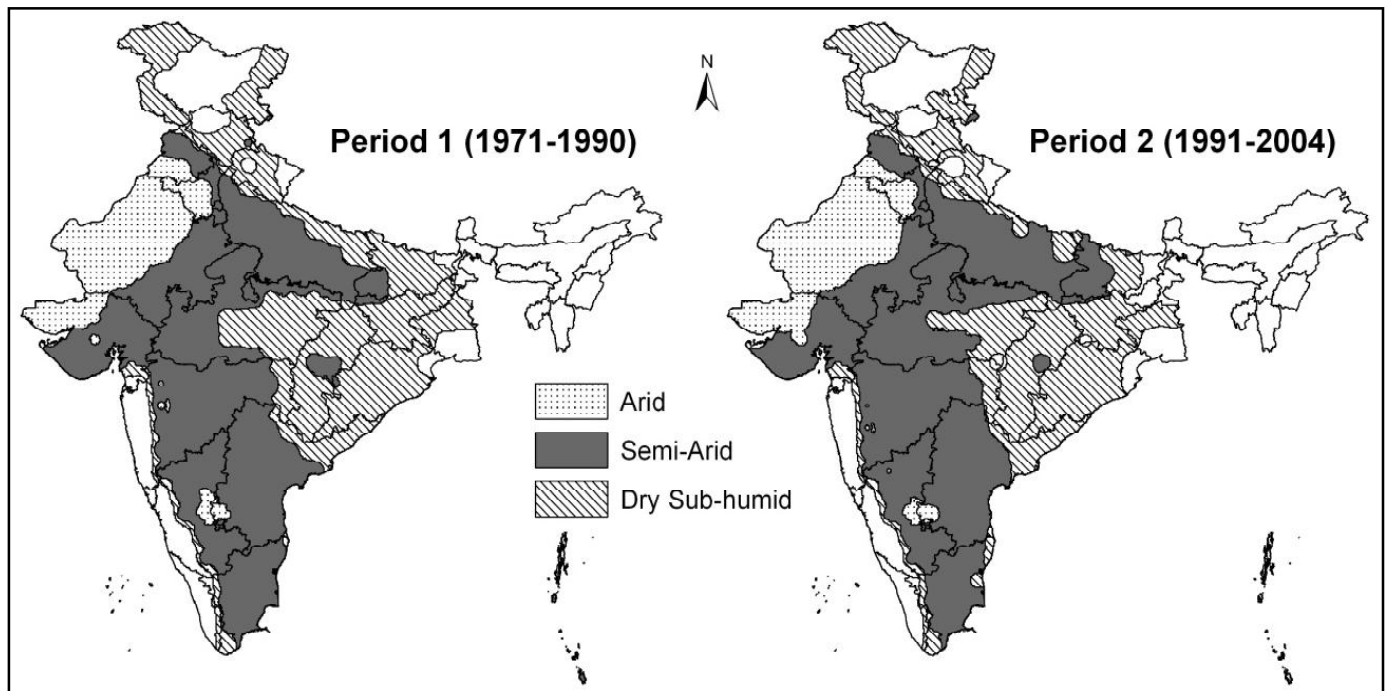 N
Period 1 (1971-1990)
Period 2 (1991-2004)
Arid
Semi-Arid
Dry Sub-humid